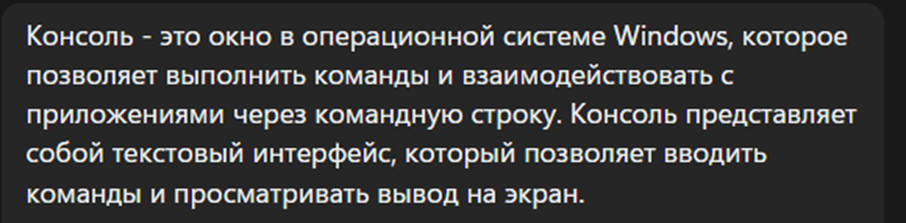 Консоль - это окно в операционной системе Windows, которое
позволяет выполнить команды и взаимодействовать с
приложениями через командную строку. Консоль представляет
собой текстовый интерфейс, который позволяет вводить
команды и просматривать вывод на экран.